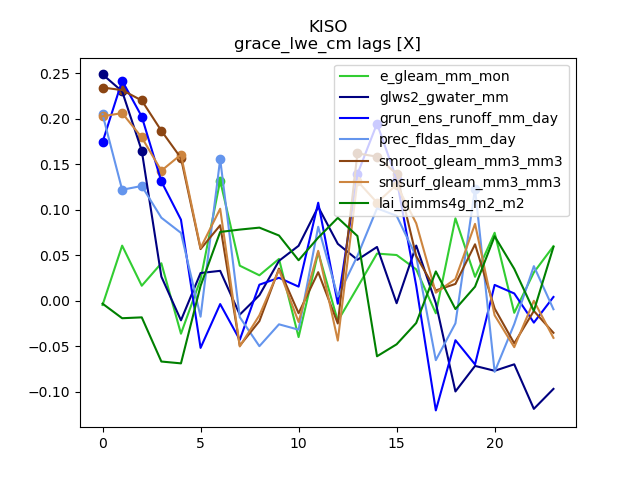 KISO
grace_lwe_cm lags [X]
e_gleam_mm_mon
glws2_gwater_mm
grun_ens_runoff_mm_day
prec_fldas_mm_day
smroot_gleam_mm3_mm3
smsurf_gleam_mm3_mm3
lai_gimms4g_m2_m2
0.25
0.20
0.15
0.10
0.05
0.00
−0.05
−0.10
0 5 10 15 20